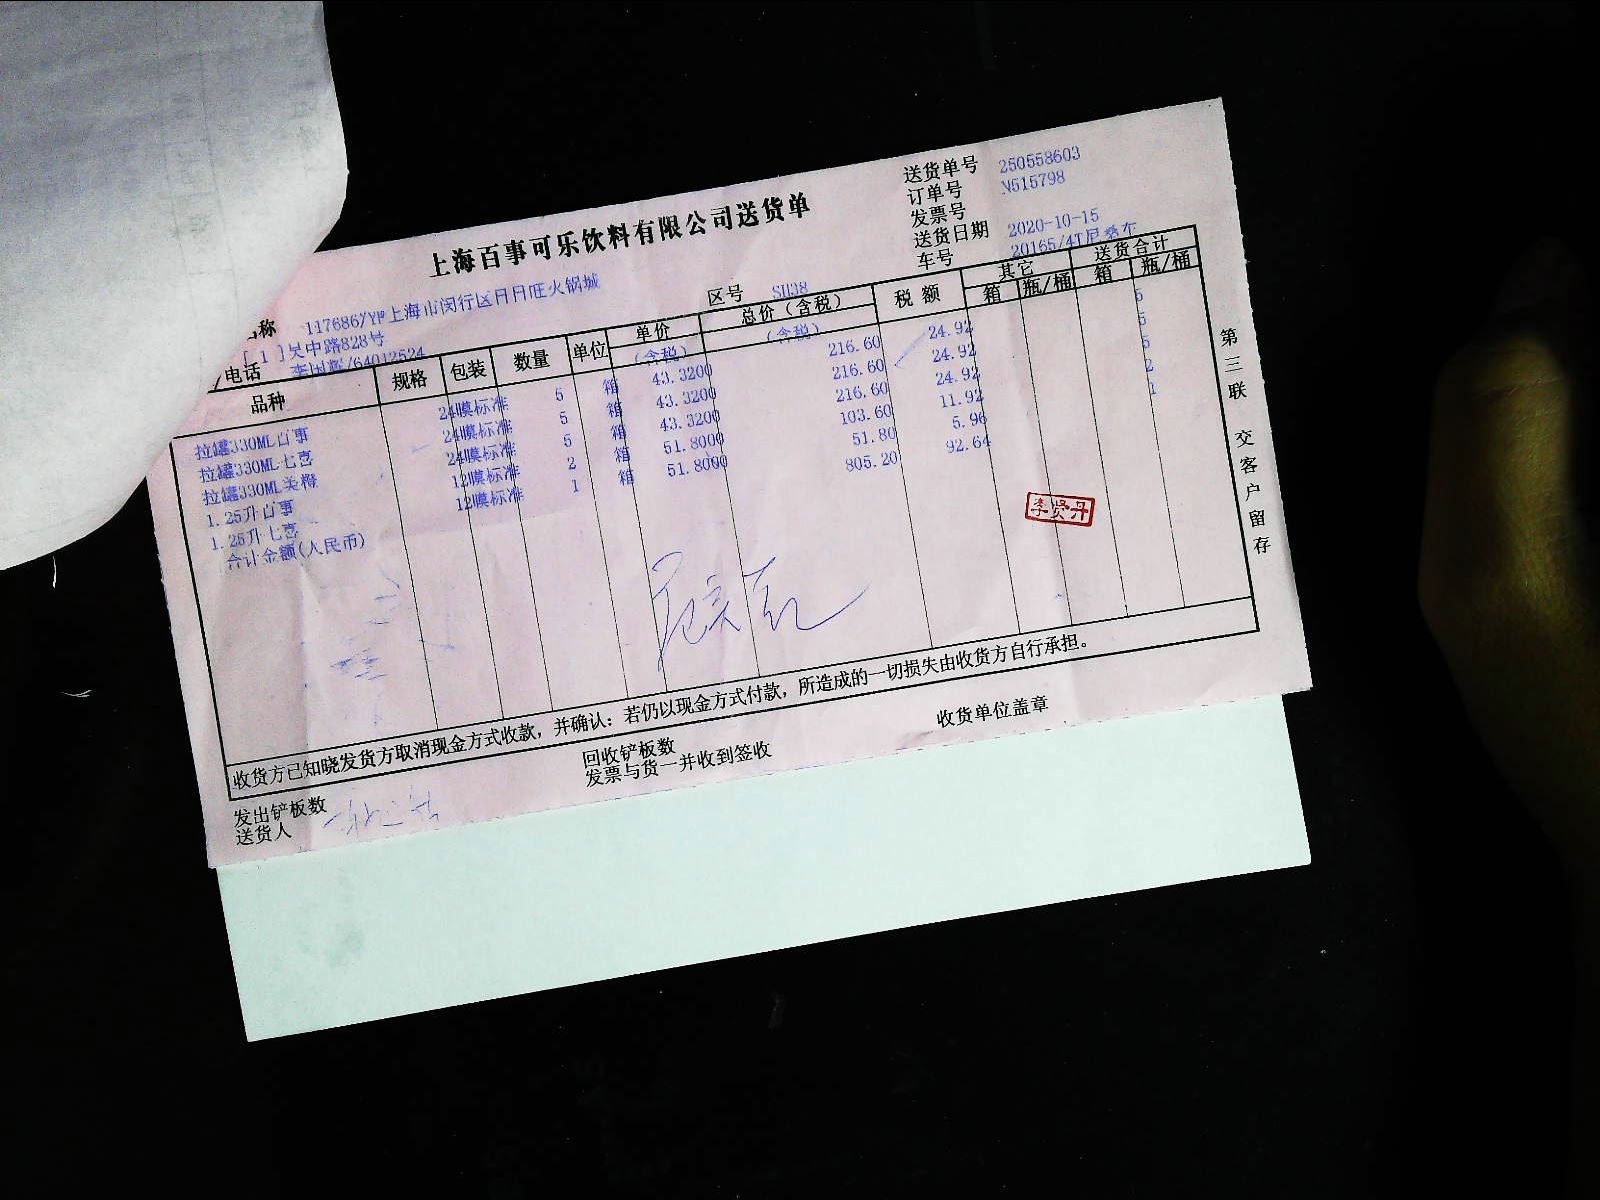 上海百事可乐饮料有限公司送货单
送货单号 250558603
订单号 N515798
发票号
送货日期 2020-10-15
车号 20165/4T尼桑车
称 117686/YP上海市闵行区日日旺火锅城
区号 SH38
[ 1 ]吴中路828号
/电话 李国辉/64012524
品种 规格 包装 数量 单位 单价 (含税) 总价(含税) (含税) 税额 其它 箱 瓶/桶 送货合计 箱 瓶/桶
拉罐330ML百事 24膜标准 5 箱 43.3200 216.60 24.92 5
拉罐330ML七喜 24膜标准 5 箱 43.3200 216.60 24.92 5
拉罐330ML美橙 24膜标准 5 箱 43.3200 216.60 24.92 5
1.25升百事 12膜标准 2 箱 51.8000 103.60 11.92 2
1.25升七喜 12膜标准 1 箱 51.8000 51.80 5.96 1
合计金额(人民币) 805.20 92.64
李贤丹
收货方已知晓发货方取消现金方式收款，并确认：若仍以现金方式付款，所造成的一切损失由收货方自行承担。
发出铲板数 回收铲板数 收货单位盖章
送货人 发票与货一并收到签收
第三联 交客户留存